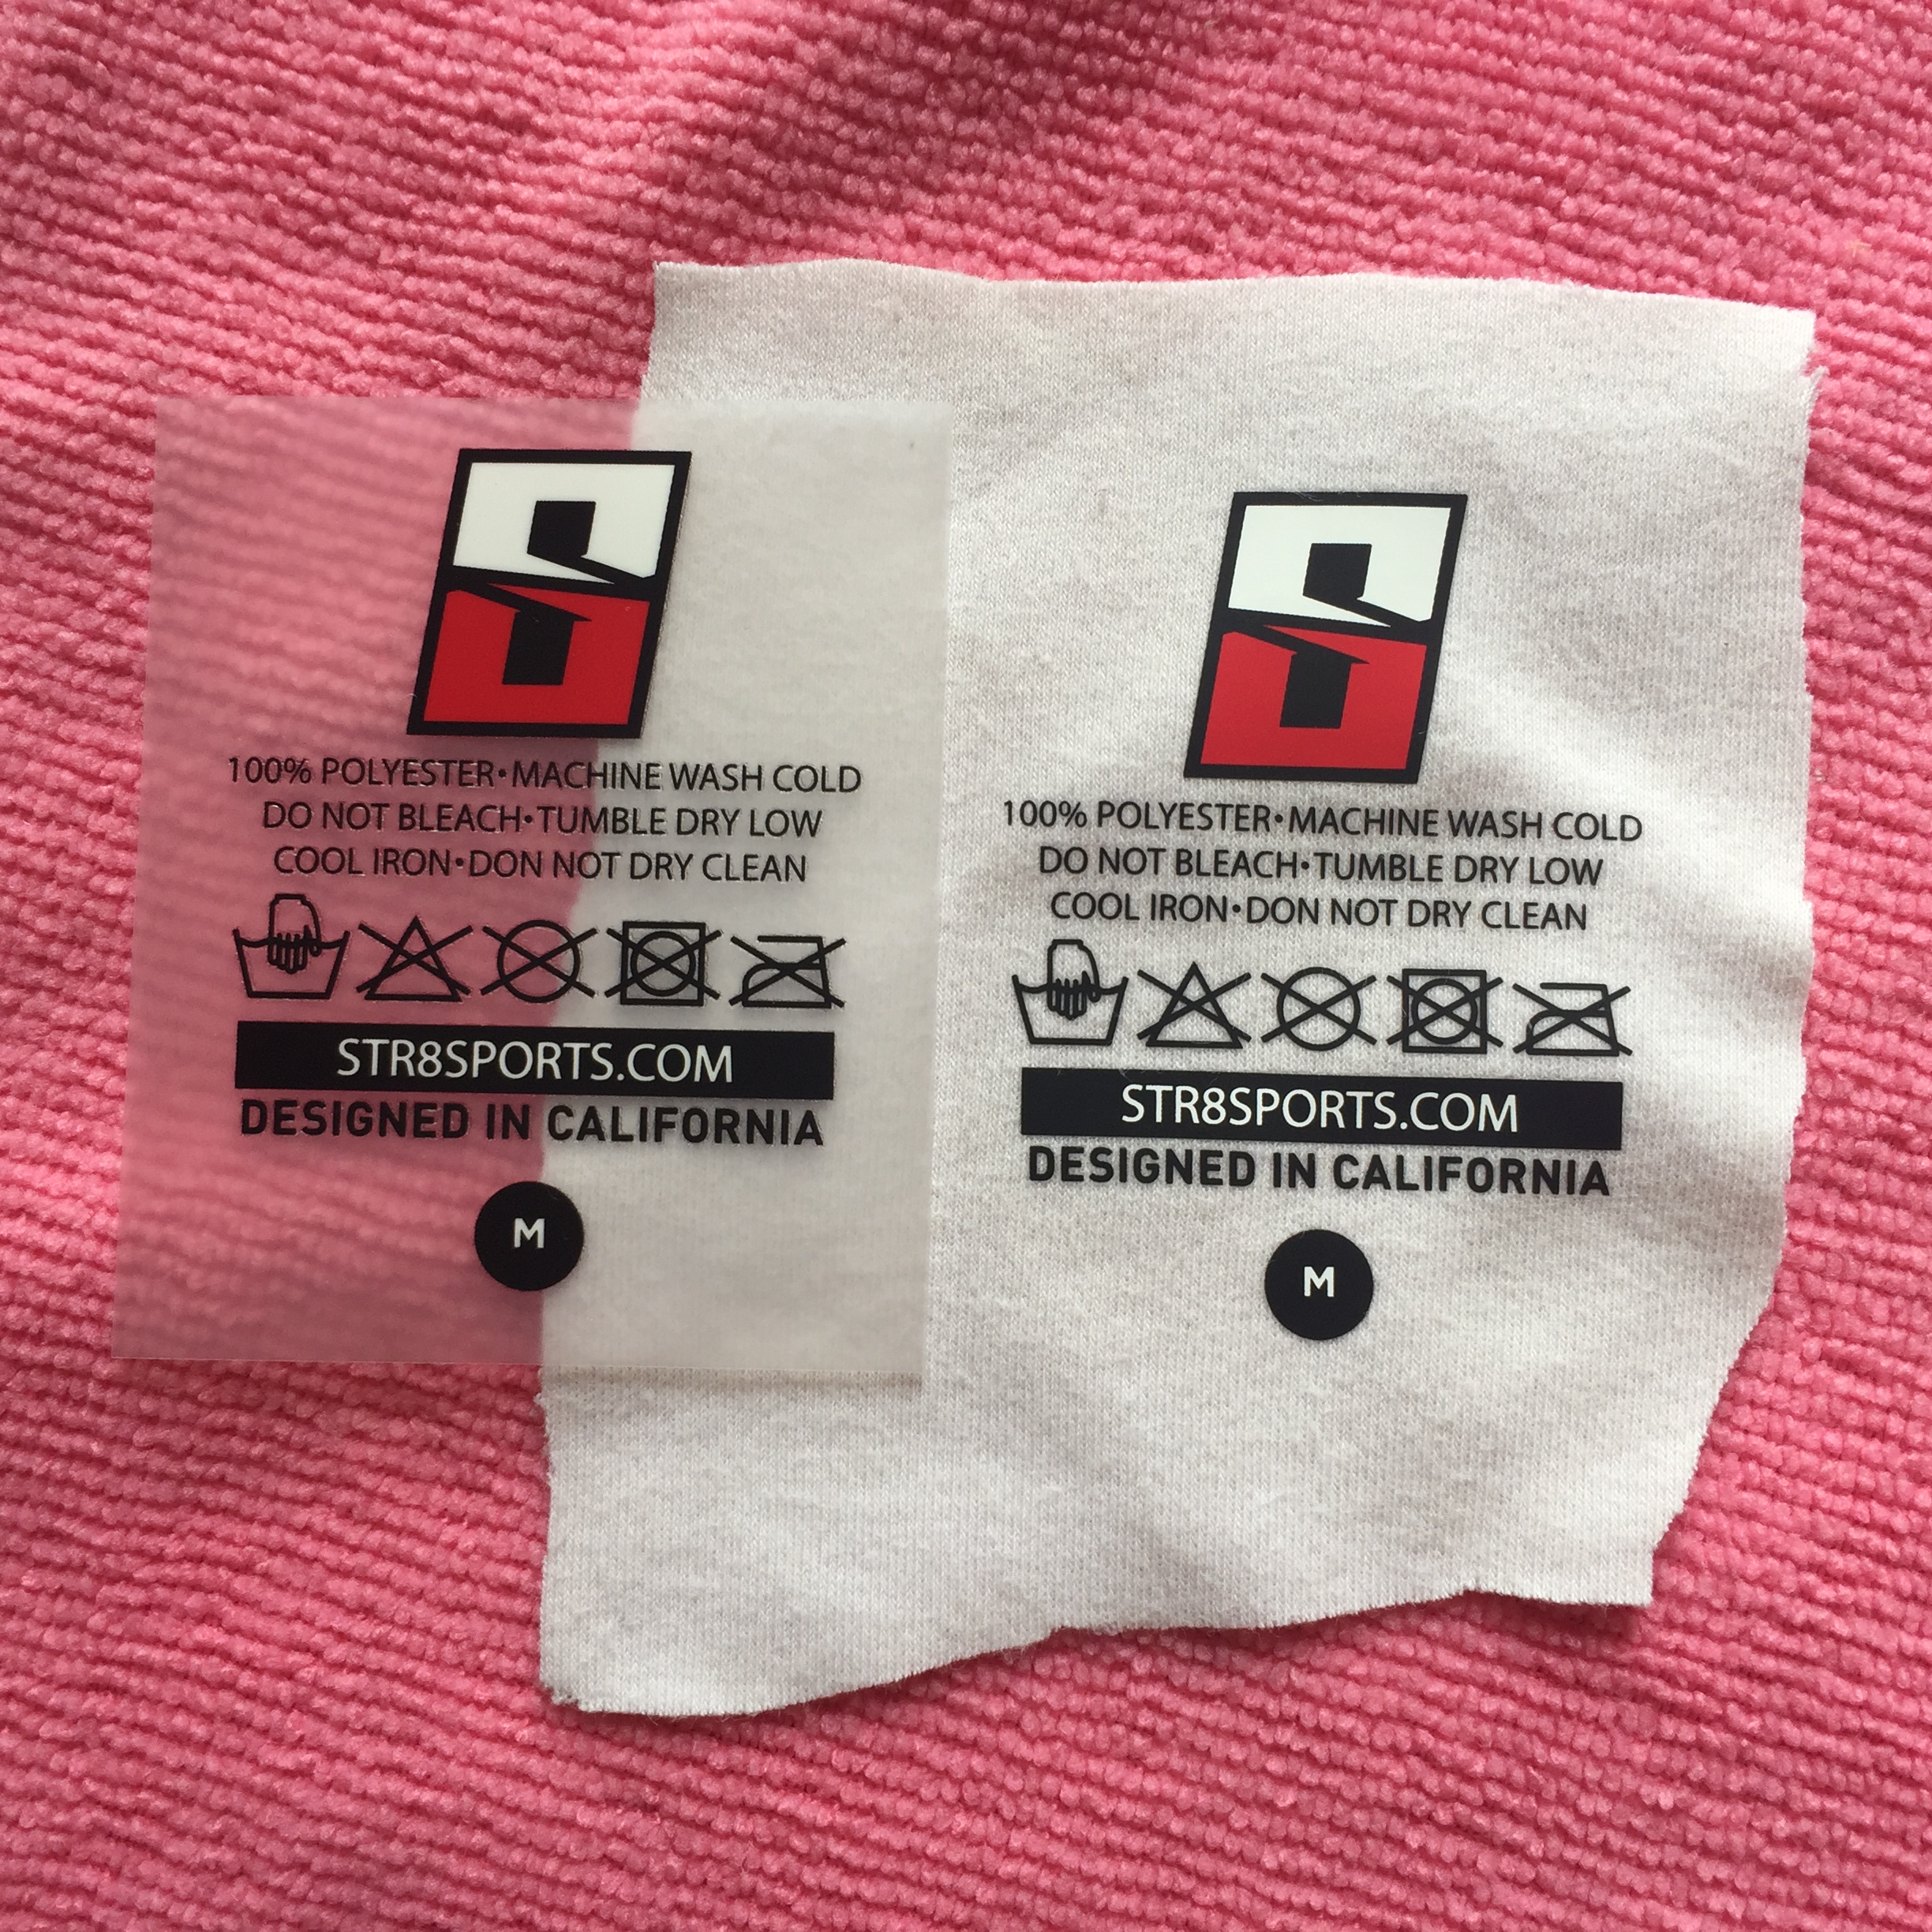 100% POLYESTER•MACHINE WASH COLD
DO NOT BLEACH•TUMBLE DRY LOW
COOL IRON•DON NOT DRY CLEAN
STR8SPORTS.COM
DESIGNED IN CALIFORNIA
M
100% POLYESTER•MACHINE WASH COLD
DO NOT BLEACH•TUMBLE DRY LOW
COOL IRON•DON NOT DRY CLEAN
STR8SPORTS.COM
DESIGNED IN CALIFORNIA
M